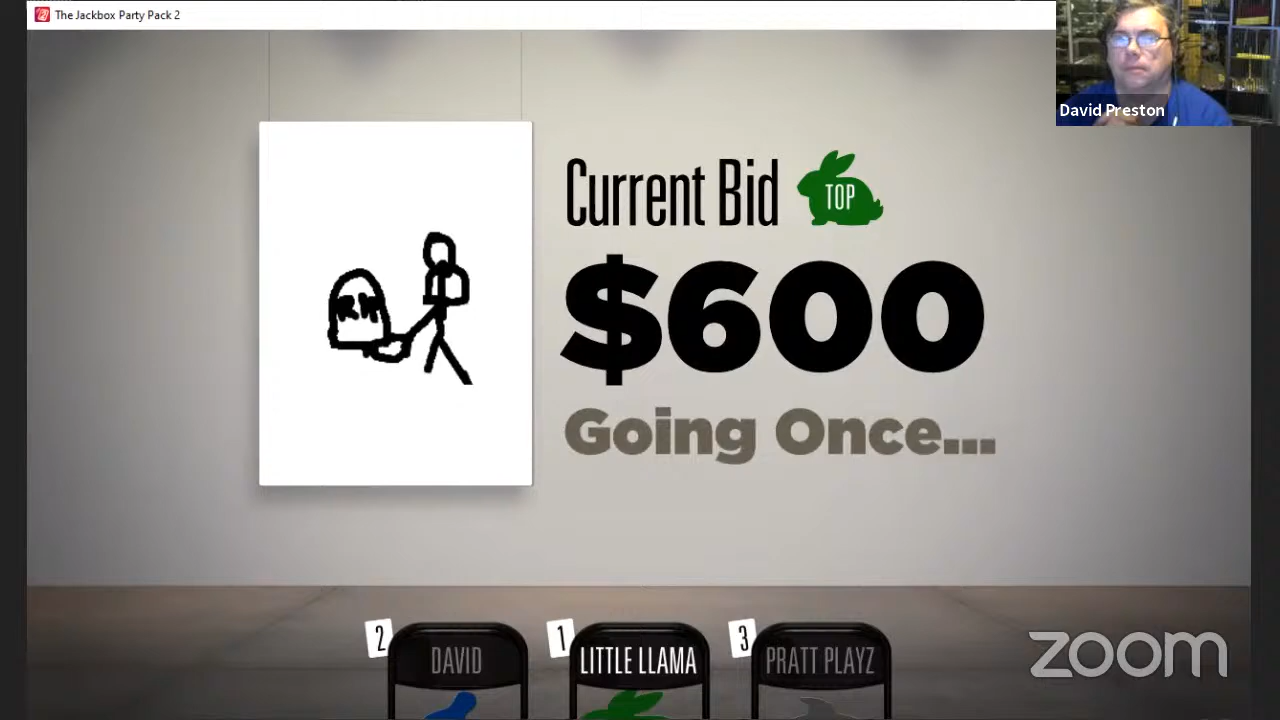 The Jackbox Party Pack 2
David Preston
Current Bid
TOP
$600
Going Once...
2
DAVID
1
LITTLE LLAMA
3
PRATT PLAYZ
zoom